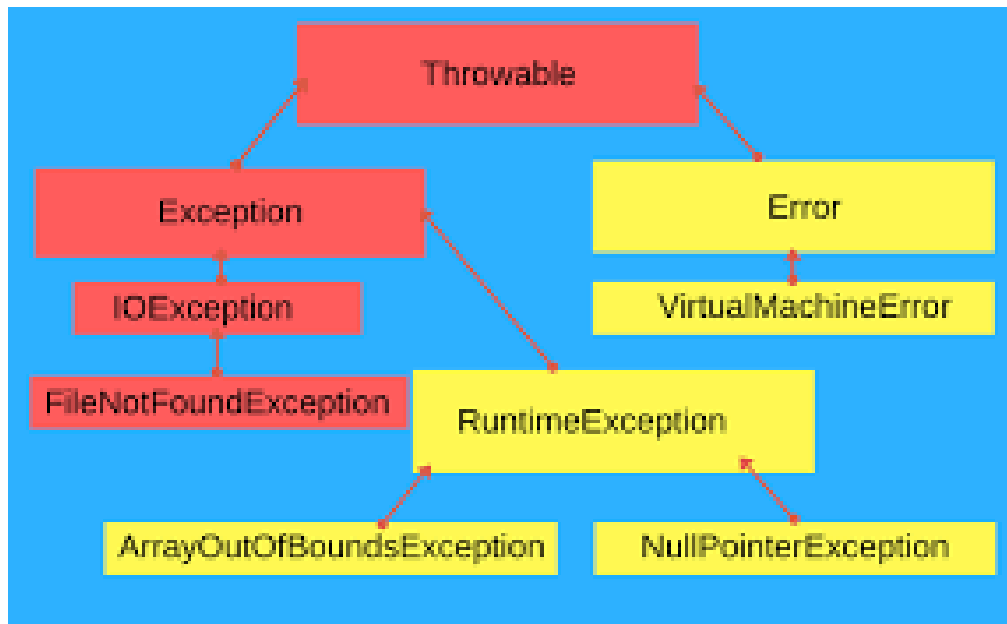 Throwable
Exception
Error
IOException
VirtualMachineError
FileNotFoundException
RuntimeException
ArrayOutOfBoundsException
NullPointerException